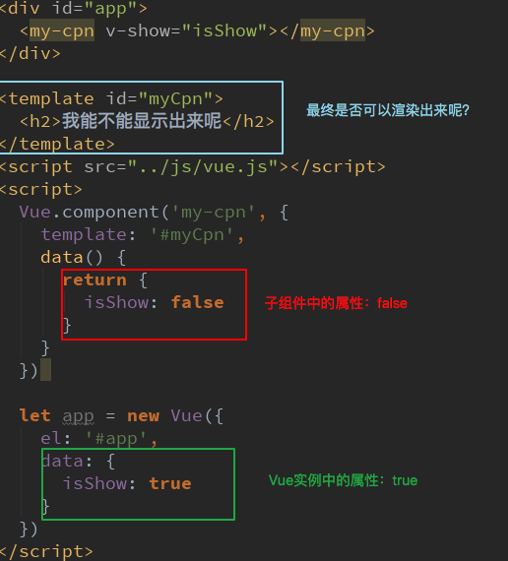 <div id="app">
  <my-cpn v-show="isShow"></my-cpn>
</div>
<template id="myCpn">
  <h2>我能不能显示出来呢</h2>
最终是否可以渲染出来呢?
</template>
<script src="../js/vue.js"></script>
<script>
  Vue.component('my-cpn', {
    template: '#myCpn',
    data() {
      return {
        isShow: false
子组件中的属性：false
      }
    }
  })
  let app = new Vue({
    el: '#app',
    data: {
      isShow: true
Vue实例中的属性：true
    }
  })
</script>